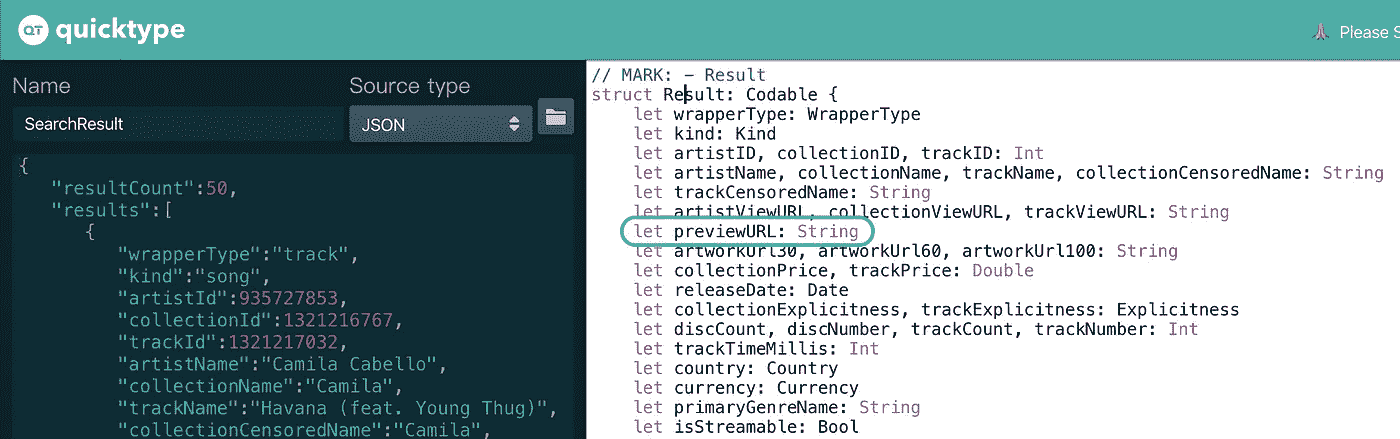 QT quicktype
Please S
Name
Source type
SearchResult
JSON
{
"resultCount":50,
"results":[
{
"wrapperType":"track",
"kind":"song",
"artistId":935727853,
"collectionId":1321216767,
"trackId":1321217032,
"artistName":"Camila Cabello",
"collectionName":"Camila",
"trackName":"Havana (feat. Young Thug)",
"collectionCensoredName":"Camila",
// MARK: - Result
struct Result: Codable {
let wrapperType: WrapperType
let kind: Kind
let artistID, collectionID, trackID: Int
let artistName, collectionName, trackName, collectionCensoredName: String
let trackCensoredName: String
let artistViewURL, collectionViewURL, trackViewURL: String
let previewURL: String
let artworkUrl30, artworkUrl60, artworkUrl100: String
let collectionPrice, trackPrice: Double
let releaseDate: Date
let collectionExplicitness, trackExplicitness: Explicitness
let discCount, discNumber, trackCount, trackNumber: Int
let trackTimeMillis: Int
let country: Country
let currency: Currency
let primaryGenreName: String
let isStreamable: Bool